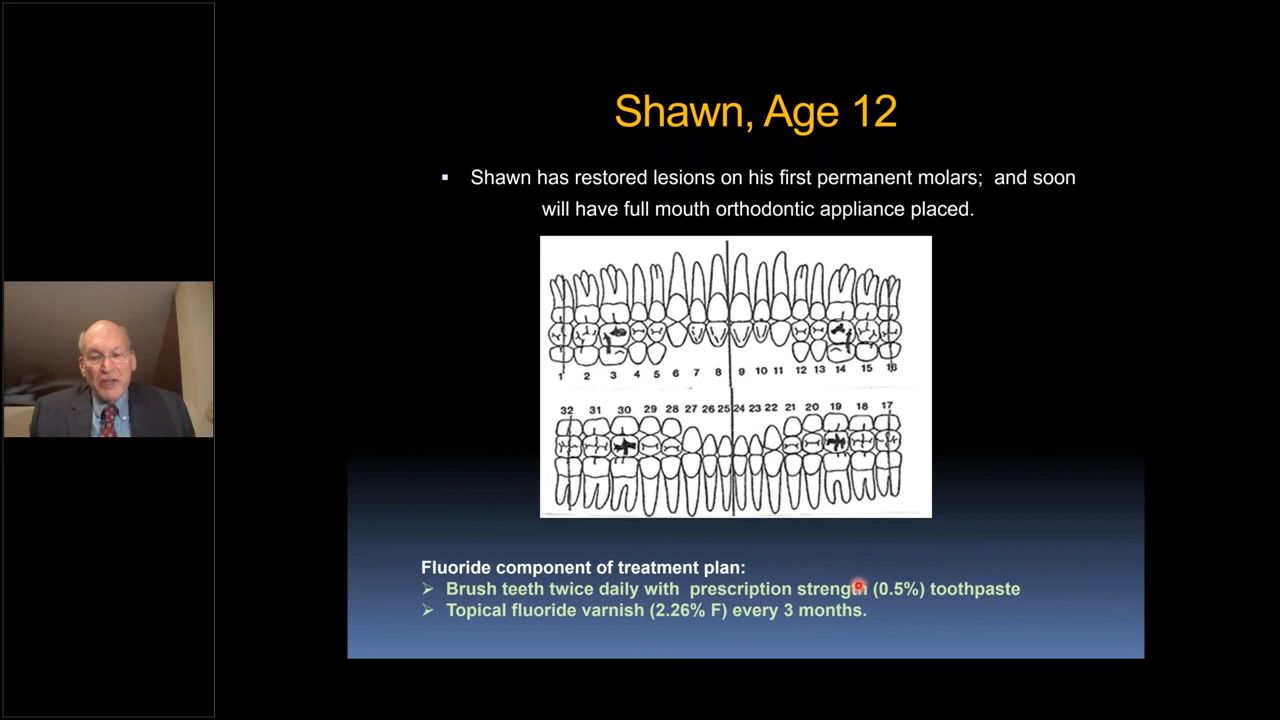 Shawn, Age 12
▪ Shawn has restored lesions on his first permanent molars; and soon
will have full mouth orthodontic appliance placed.
1 2 3 4 5 6 7 8 9 10 11 12 13 14 15 16
32 31 30 29 28 27 26 25 24 23 22 21 20 19 18 17
Fluoride component of treatment plan:
➢ Brush teeth twice daily with prescription strength (0.5%) toothpaste
➢ Topical fluoride varnish (2.26% F) every 3 months.